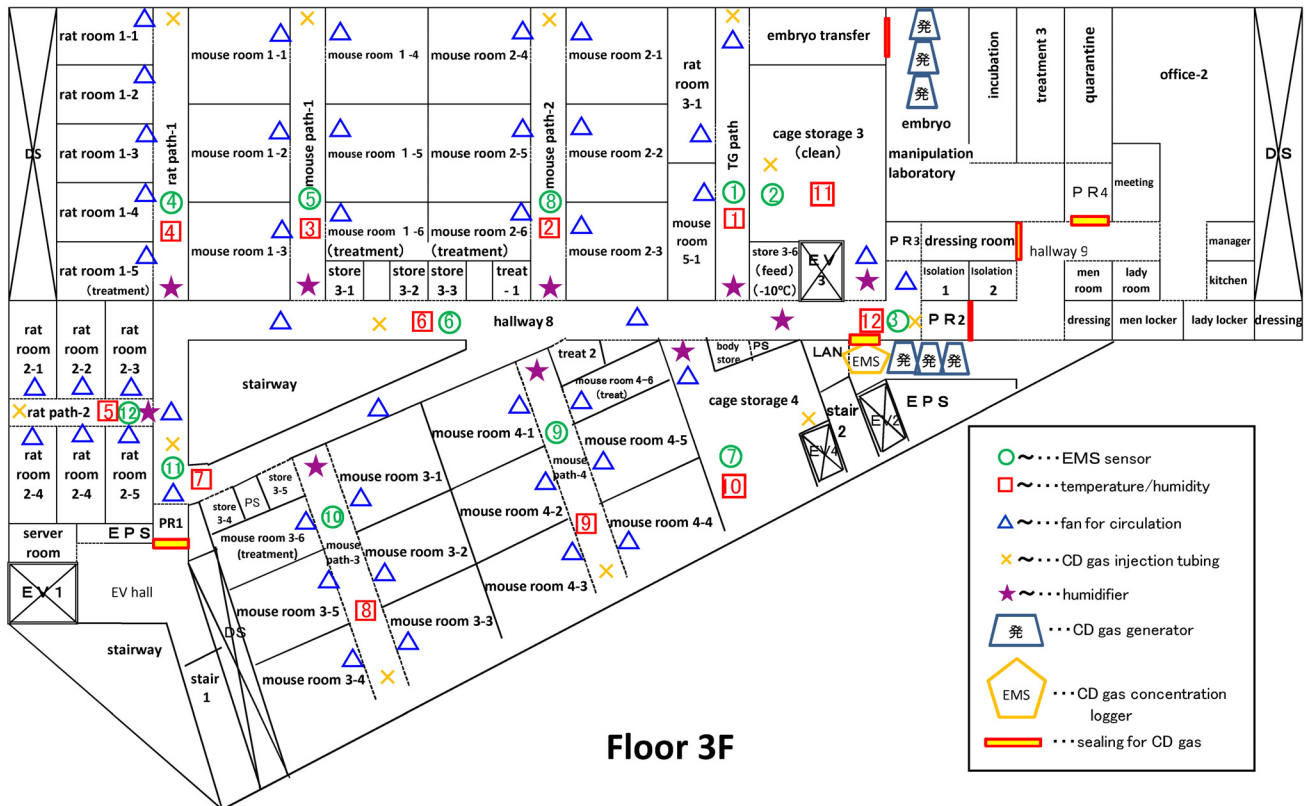 rat room 1-1
rat room 1-2
rat room 1-3
rat room 1-4
rat room 1-5
(treatment)
DS
rat path-1
4
4
mouse room 1-1
mouse room 1-2
mouse room 1-3
mouse path-1
5
3
mouse room 1-4
mouse room 1-5
mouse room 1-6
(treatment)
mouse room 2-4
mouse room 2-5
mouse room 2-6
(treatment)
store
3-1
store
3-2
store
3-3
treat
-1
mouse path-2
8
2
mouse room 2-1
mouse room 2-2
mouse room 2-3
rat
room
3-1
mouse
room
5-1
TG path
1
1
embryo transfer
cage storage 3
(clean)
2
11
store 3-6
(feed)
(-10℃)
EV
3
発
発
発
embryo
manipulation
laboratory
incubation
treatment 3
quarantine
office-2
DS
PR4
meeting
PR3
dressing room
hallway 9
manager
kitchen
Isolation
1
Isolation
2
men
room
lady
room
dressing
men locker
lady locker
dressing
PR2
12
3
hallway 8
6
6
rat
room
2-1
rat
room
2-2
rat
room
2-3
rat path-2
5
12
rat
room
2-4
rat
room
2-4
rat
room
2-5
11
7
PR1
EPS
server
room
EV1
EV hall
stairway
stair
1
DS
stairway
store
3-4
PS
store
3-5
mouse room 3-6
(treatment)
mouse room 3-5
mouse room 3-4
10
mouse
path-3
8
mouse room 3-1
mouse room 3-2
mouse room 3-3
mouse room 4-1
mouse room 4-2
mouse room 4-3
9
mouse
path-4
9
treat 2
mouse room 4-6
(treat)
mouse room 4-5
mouse room 4-4
body
store
PS
cage storage 4
7
10
LAN
EMS
発
発
発
stair
2
EV4
EV2
EPS
～･･･EMS sensor
～･･･temperature/humidity
～･･･fan for circulation
～･･･CD gas injection tubing
～･･･humidifier
発
･･･CD gas generator
EMS
･･･CD gas concentration
logger
･･･sealing for CD gas
Floor 3F